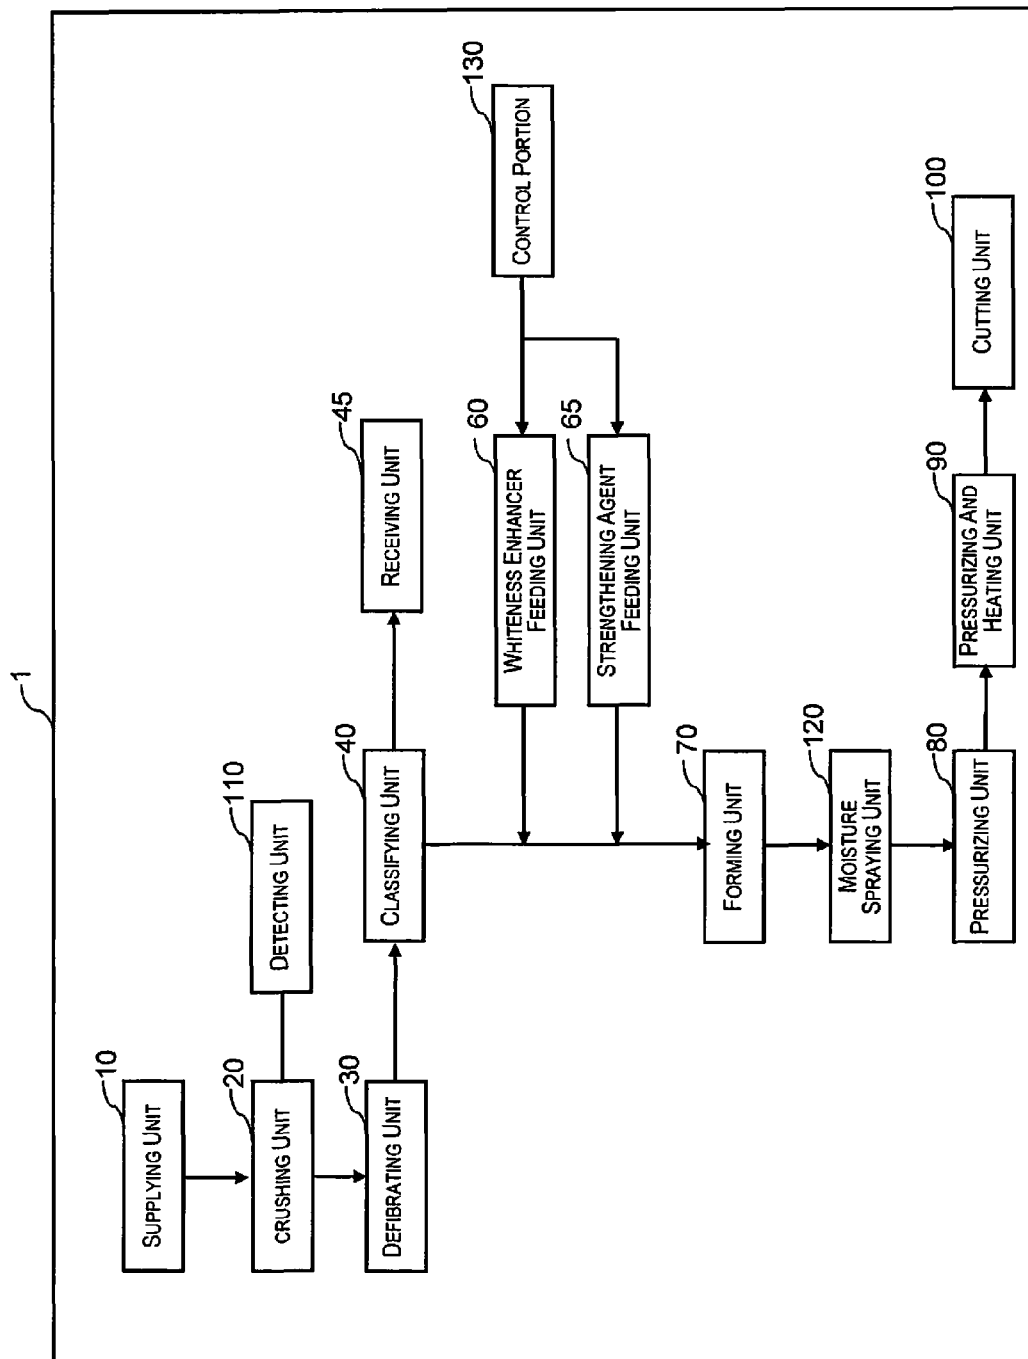 1
10
SUPPLYING UNIT
20
CRUSHING UNIT
110
DETECTING UNIT
30
DEFIBRATING UNIT
40
CLASSIFYING UNIT
45
RECEIVING UNIT
130
CONTROL PORTION
60
WHITENESS ENHANCER
FEEDING UNIT
65
STRENGTHENING AGENT
FEEDING UNIT
70
FORMING UNIT
120
MOISTURE
SPRAYING UNIT
80
PRESSURIZING UNIT
90
PRESSURIZING AND
HEATING UNIT
100
CUTTING UNIT